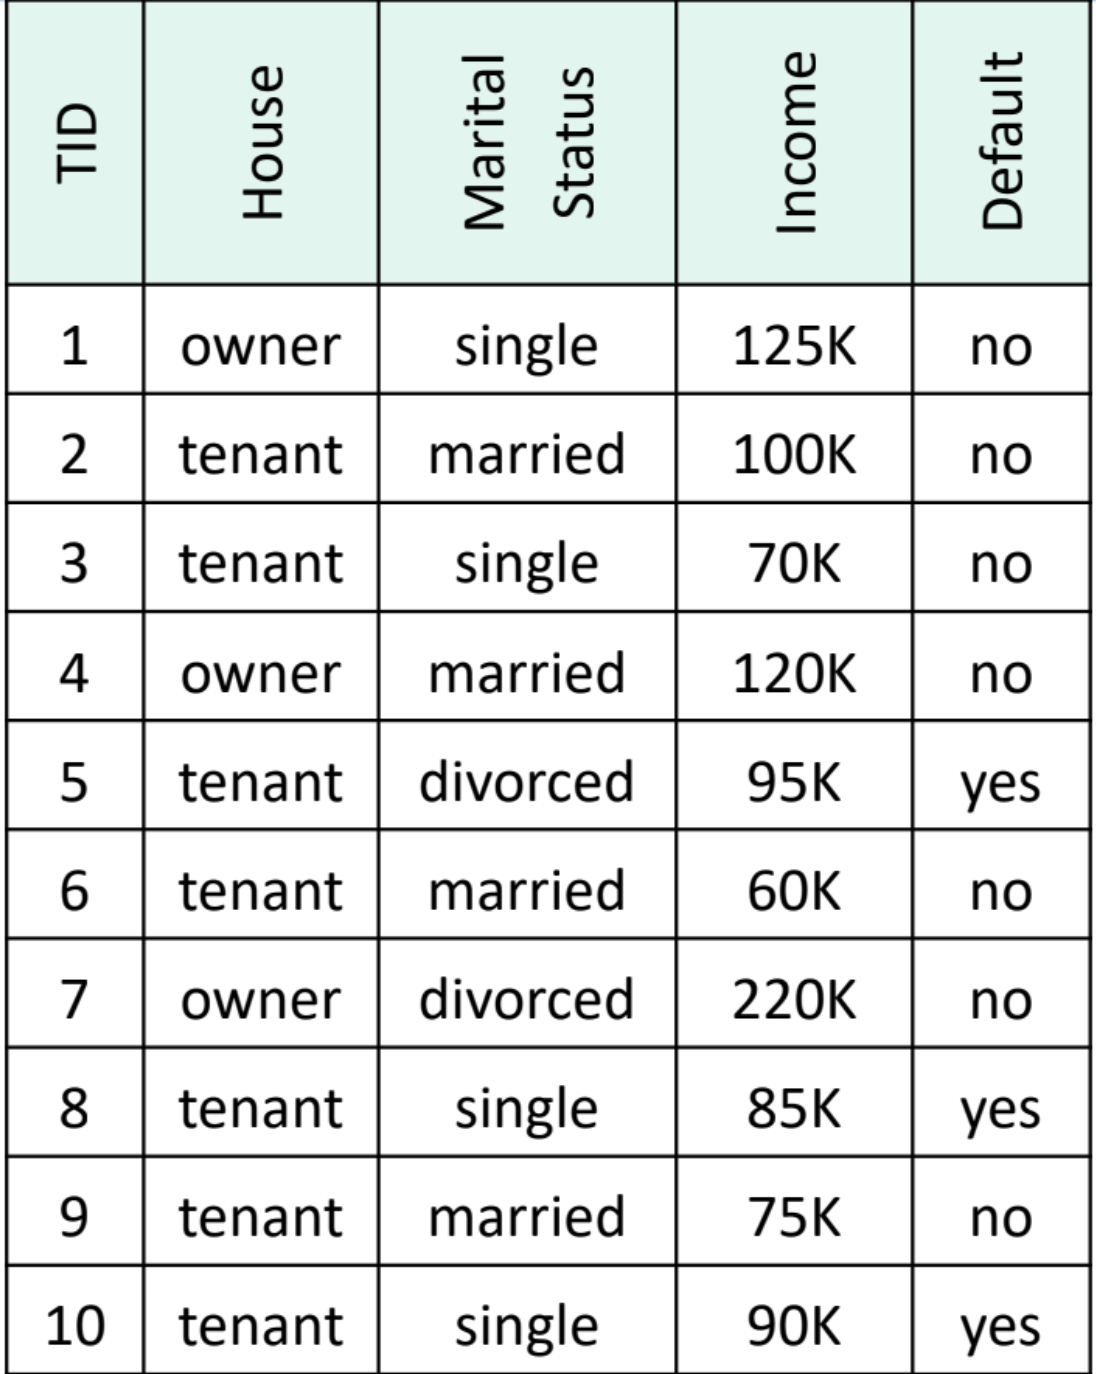 TID House Marital Status Income Default
1 owner single 125K no
2 tenant married 100K no
3 tenant single 70K no
4 owner married 120K no
5 tenant divorced 95K yes
6 tenant married 60K no
7 owner divorced 220K no
8 tenant single 85K yes
9 tenant married 75K no
10 tenant single 90K yes